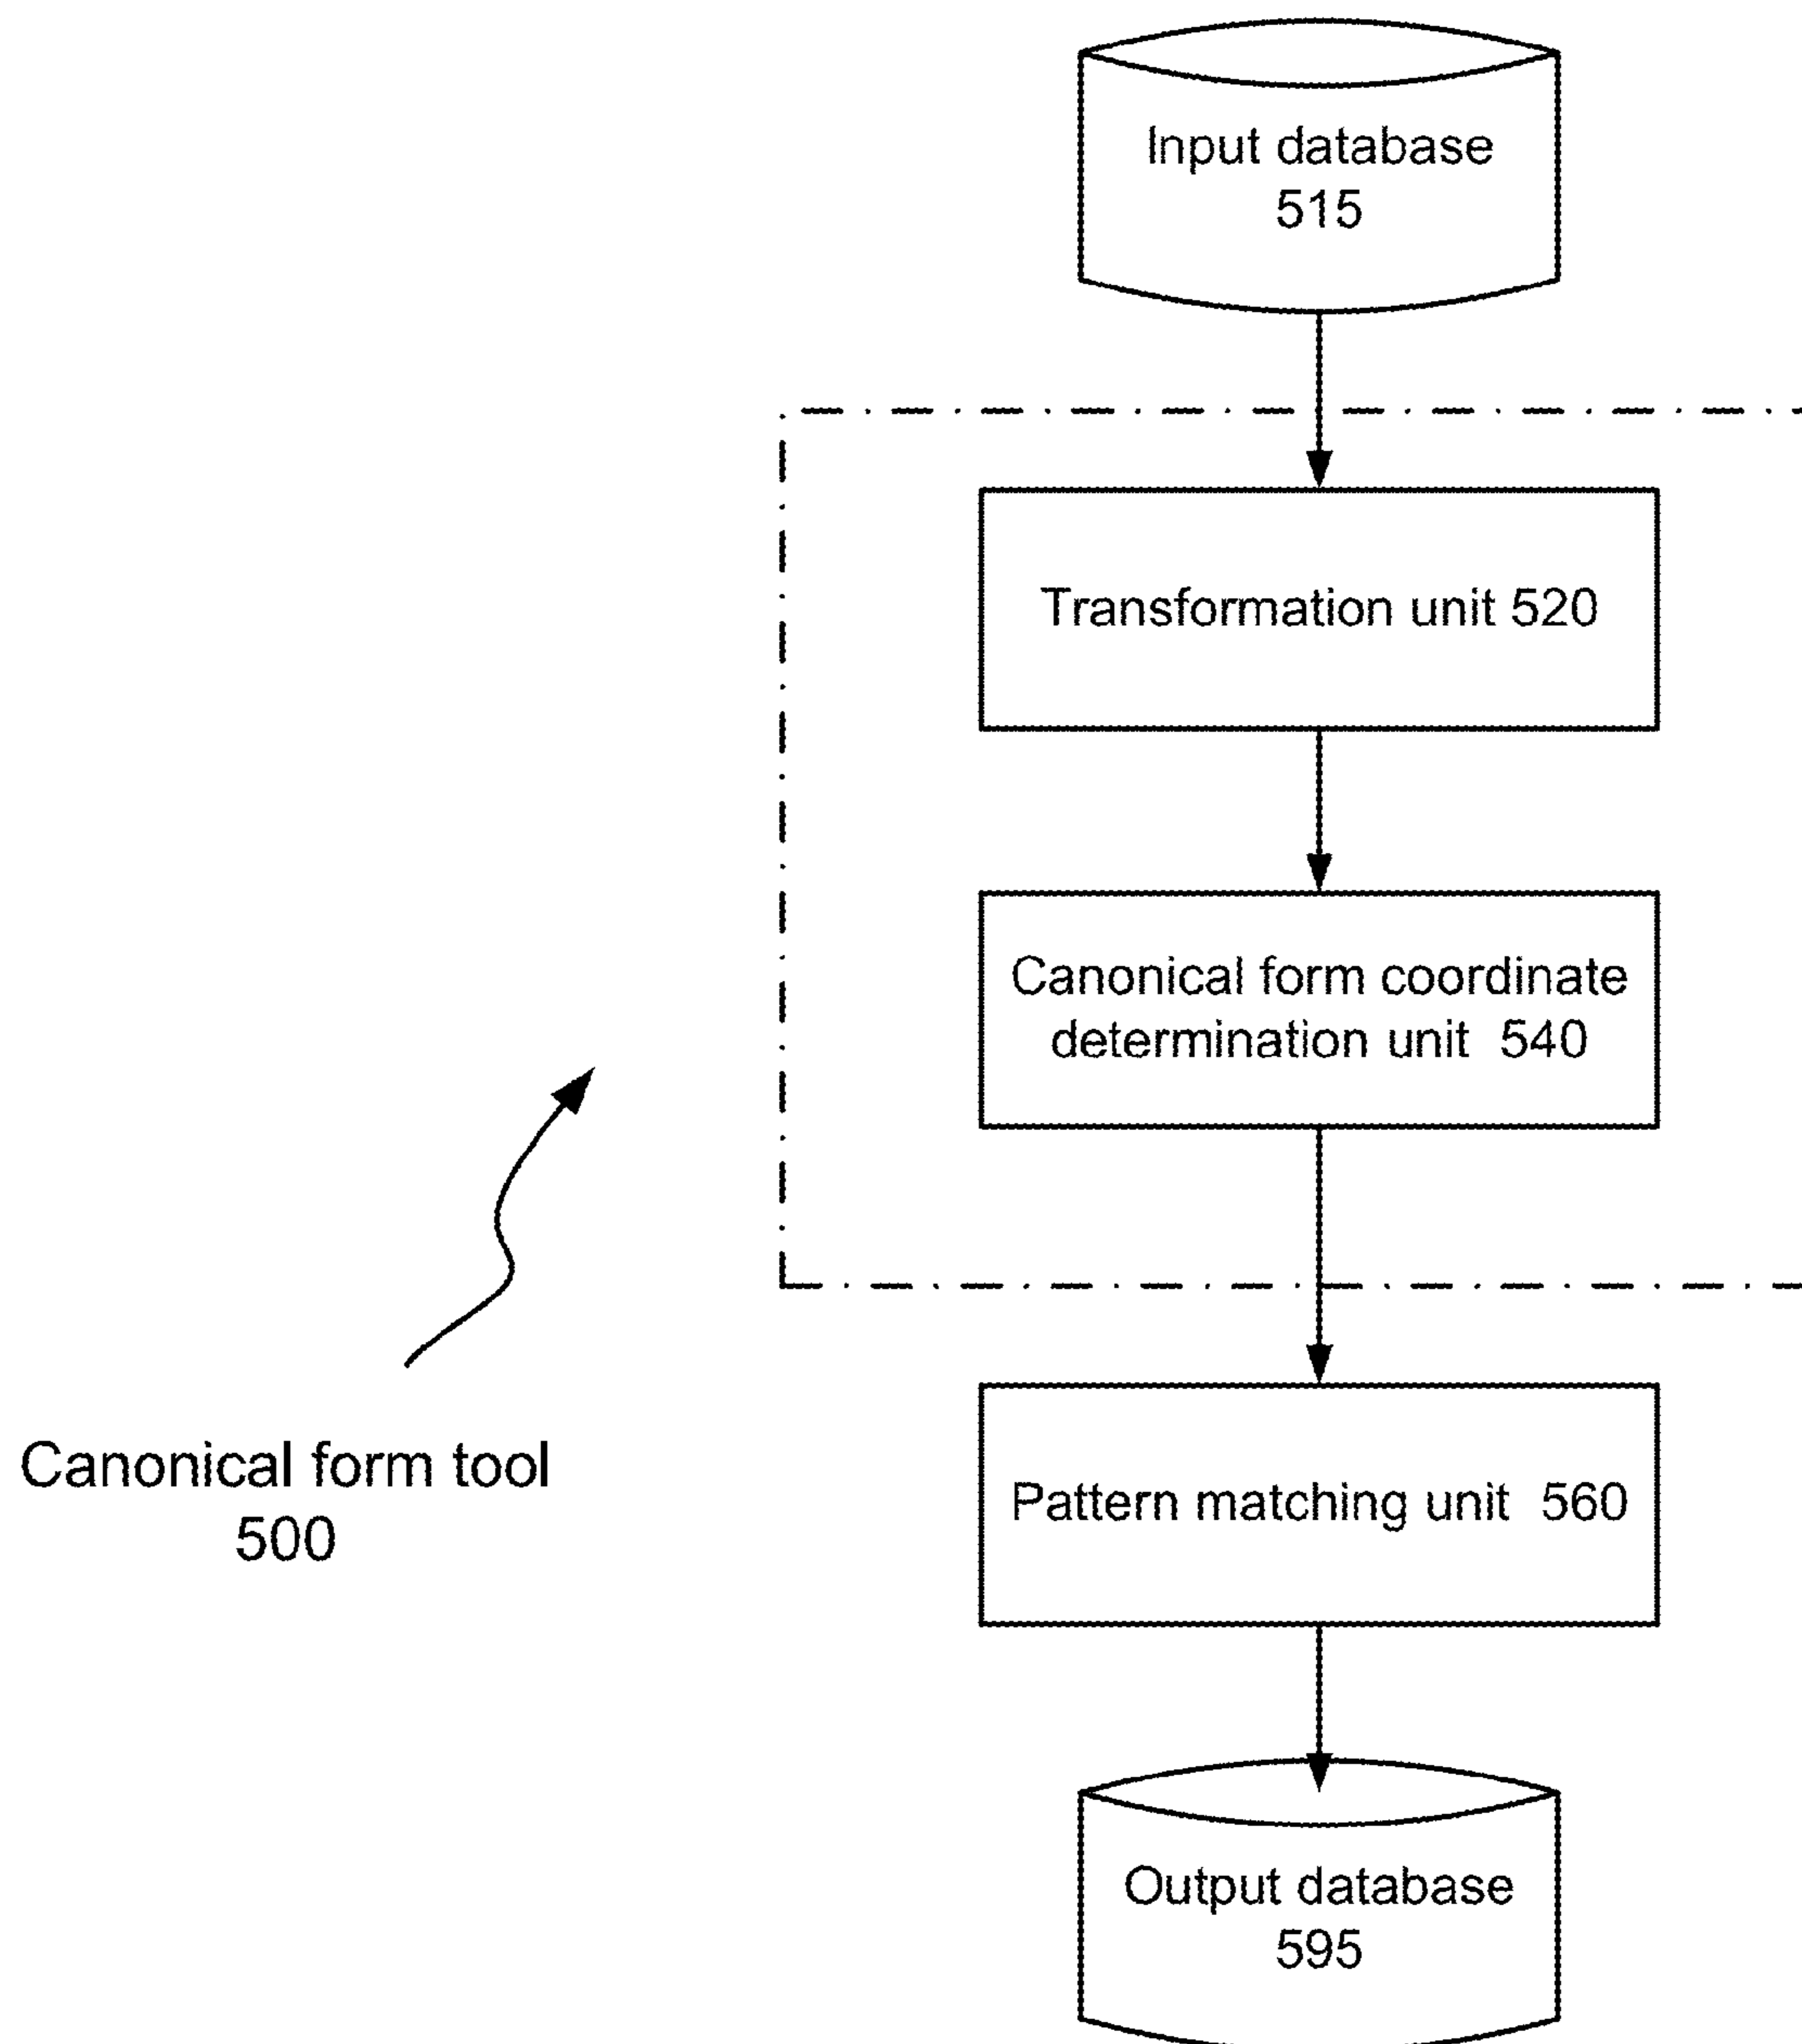 Input database
515
Transformation unit 520
Canonical form coordinate
determination unit 540
Canonical form tool
500
Pattern matching unit 560
Output database
595